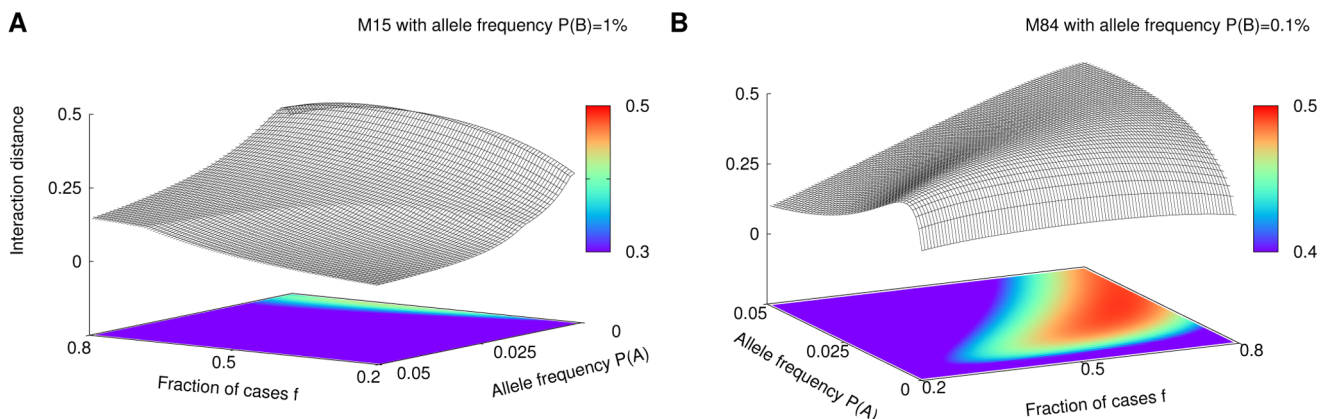 A
M15 with allele frequency P(B)=1%
Interaction distance
0.5
0.25
0
0.5
0.3
0.8
0.5
0.2
Fraction of cases f
0.05
0.025
0
Allele frequency P(A)
B
M84 with allele frequency P(B)=0.1%
0.5
0.25
0
0.5
0.4
0.05
0.025
0
Allele frequency P(A)
0.2
0.5
0.8
Fraction of cases f